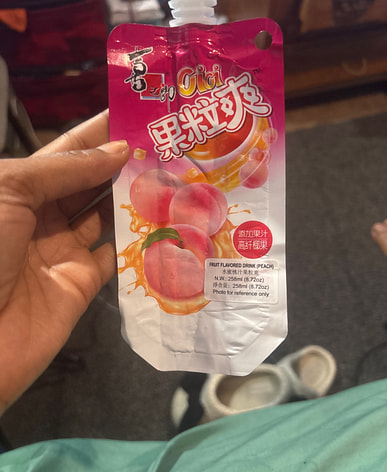 喜之郎 CiCi
果粒爽
添加果汁
高纤椰果
FRUIT FLAVORED DRINK (PEACH)
水蜜桃汁果粒爽
N.W.: 258ml (8.72oz)
净含量: 258ml (8.72oz)
Photo for reference only